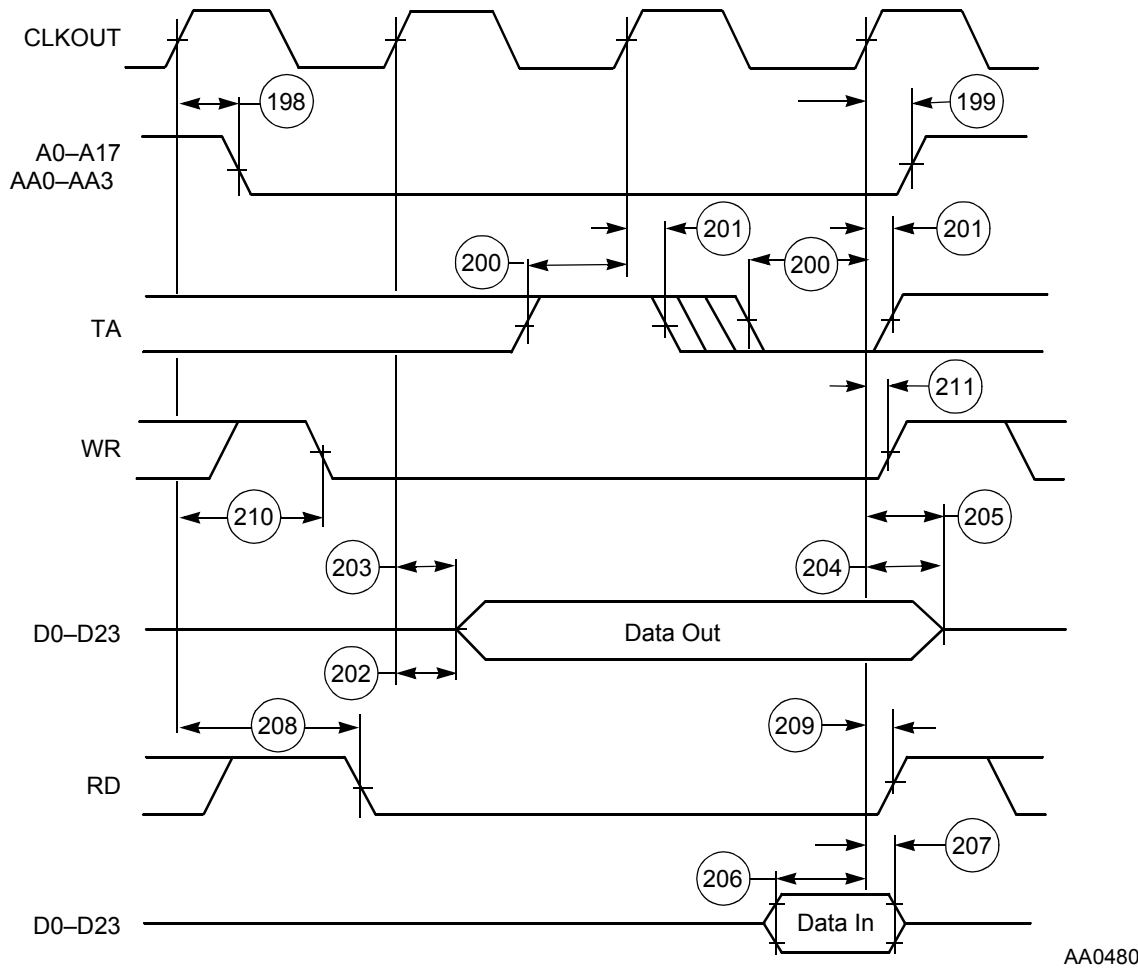 CLKOUT
198
199
A0–A17
AA0–AA3
201
201
200
200
TA
211
WR
210
205
203
204
D0–D23
Data Out
202
208
209
RD
207
206
D0–D23
Data In
AA0480